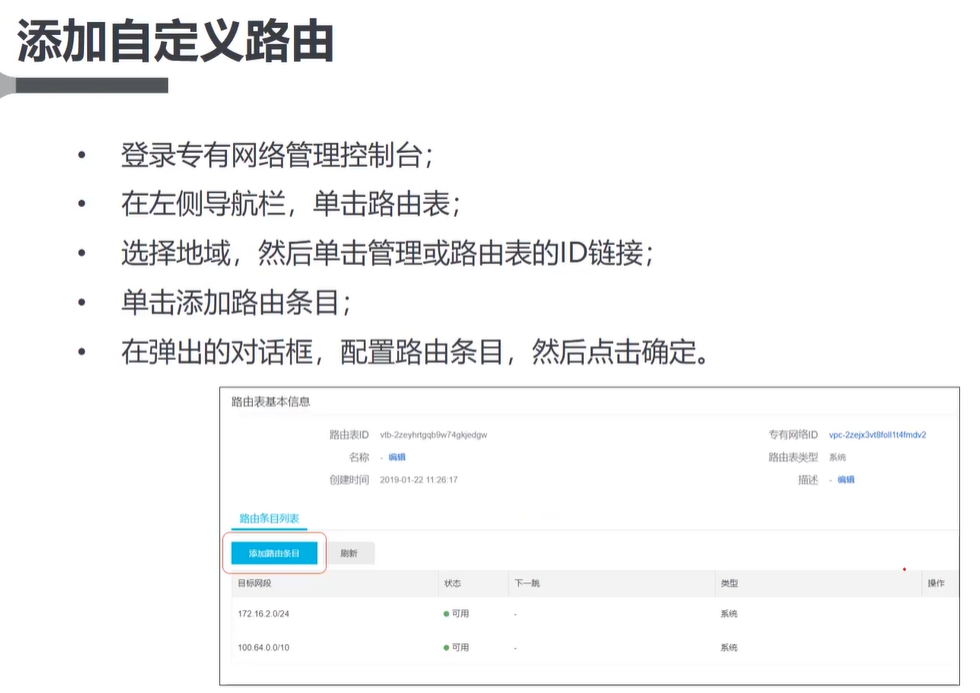 添加自定义路由
• 登录专有网络管理控制台；
• 在左侧导航栏，单击路由表；
• 选择地域，然后单击管理或路由表的ID链接；
• 单击添加路由条目；
• 在弹出的对话框，配置路由条目，然后点击确定。
路由表基本信息
路由表ID vtb-2zeyhrtgqb9w74gkjedgw 专有网络ID vpc-2zejx3vt8foll1t4fmdv2
名称 - 编辑 路由表类型 系统
创建时间 2019-01-22 11:26:17 描述 - 编辑
路由条目列表
添加路由条目 刷新
目标网段 状态 下一跳 类型 操作
172.16.2.0/24 可用 - 系统
100.64.0.0/10 可用 - 系统